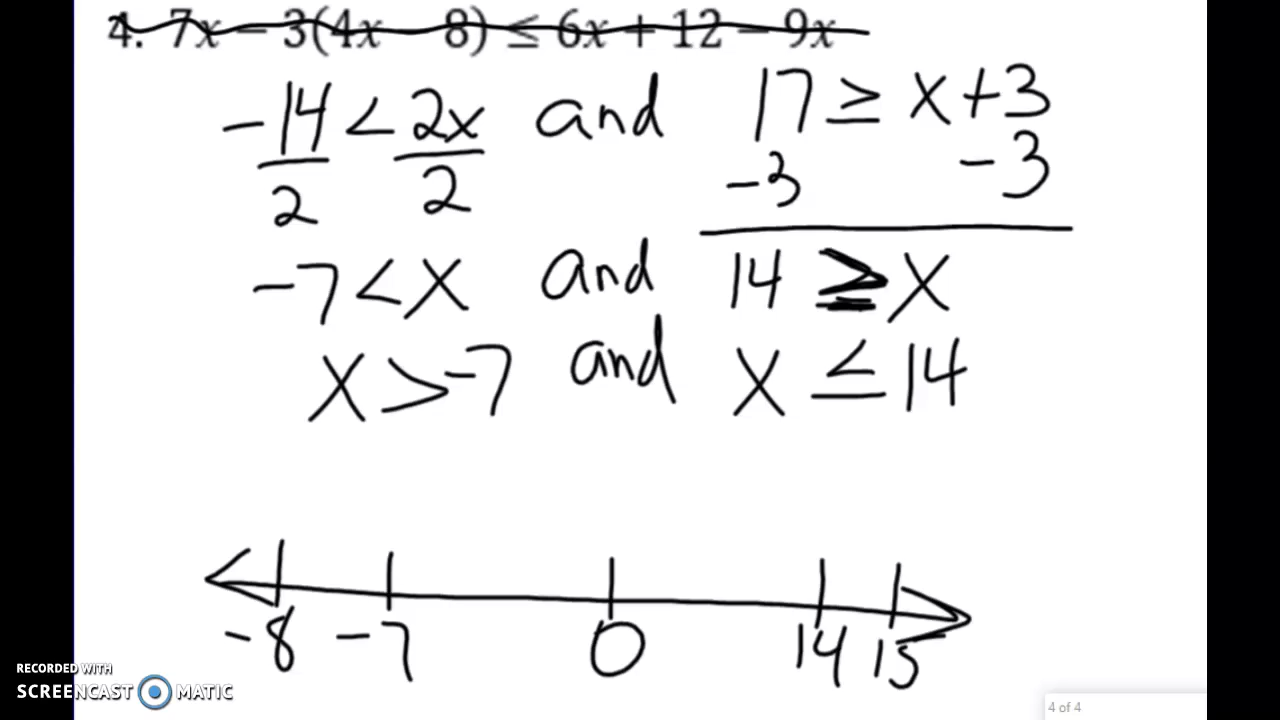 4. 7x − 3(4x − 8) ≤ 6x + 12 − 9x
-14 < 2x and 17 ≥ x + 3
2 2 -3 -3
-7 < x and 14 ≥ x
x > -7 and x ≤ 14
-8 -7 0 14 15
RECORDED WITH
SCREENCAST MATIC
4 of 4